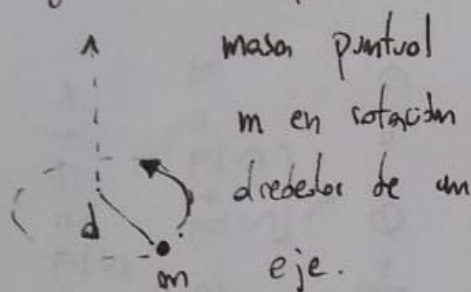 masa puntual
m en rotación
alrededor de un
eje.
d
m